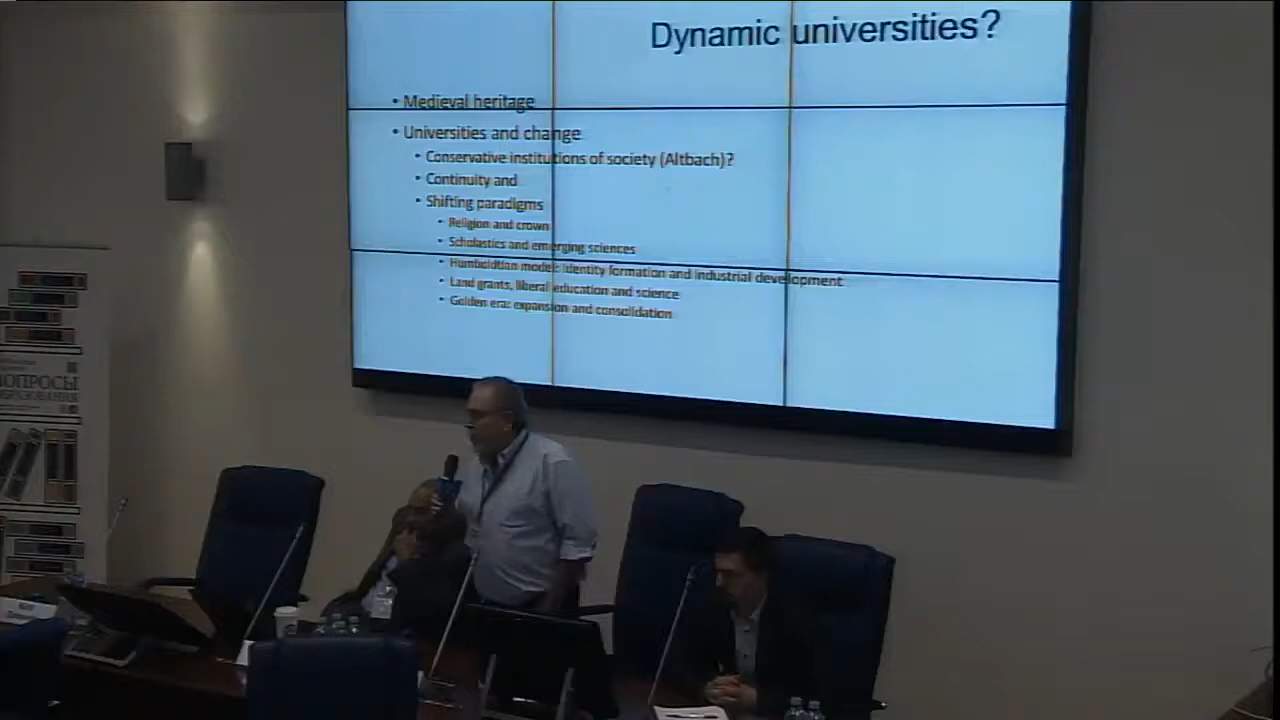 Dynamic universities?
• Medieval heritage
• Universities and change
• Conservative institutions of society (Altbach)?
• Continuity and
• Shifting paradigms
• Religion and crown
• Scholastics and emerging sciences
• Humboldtian model: identity formation and industrial development
• Land grants, liberal education and science
• Golden era: expansion and consolidation
ВОПРОСЫ
ОБРАЗОВАНИЯ